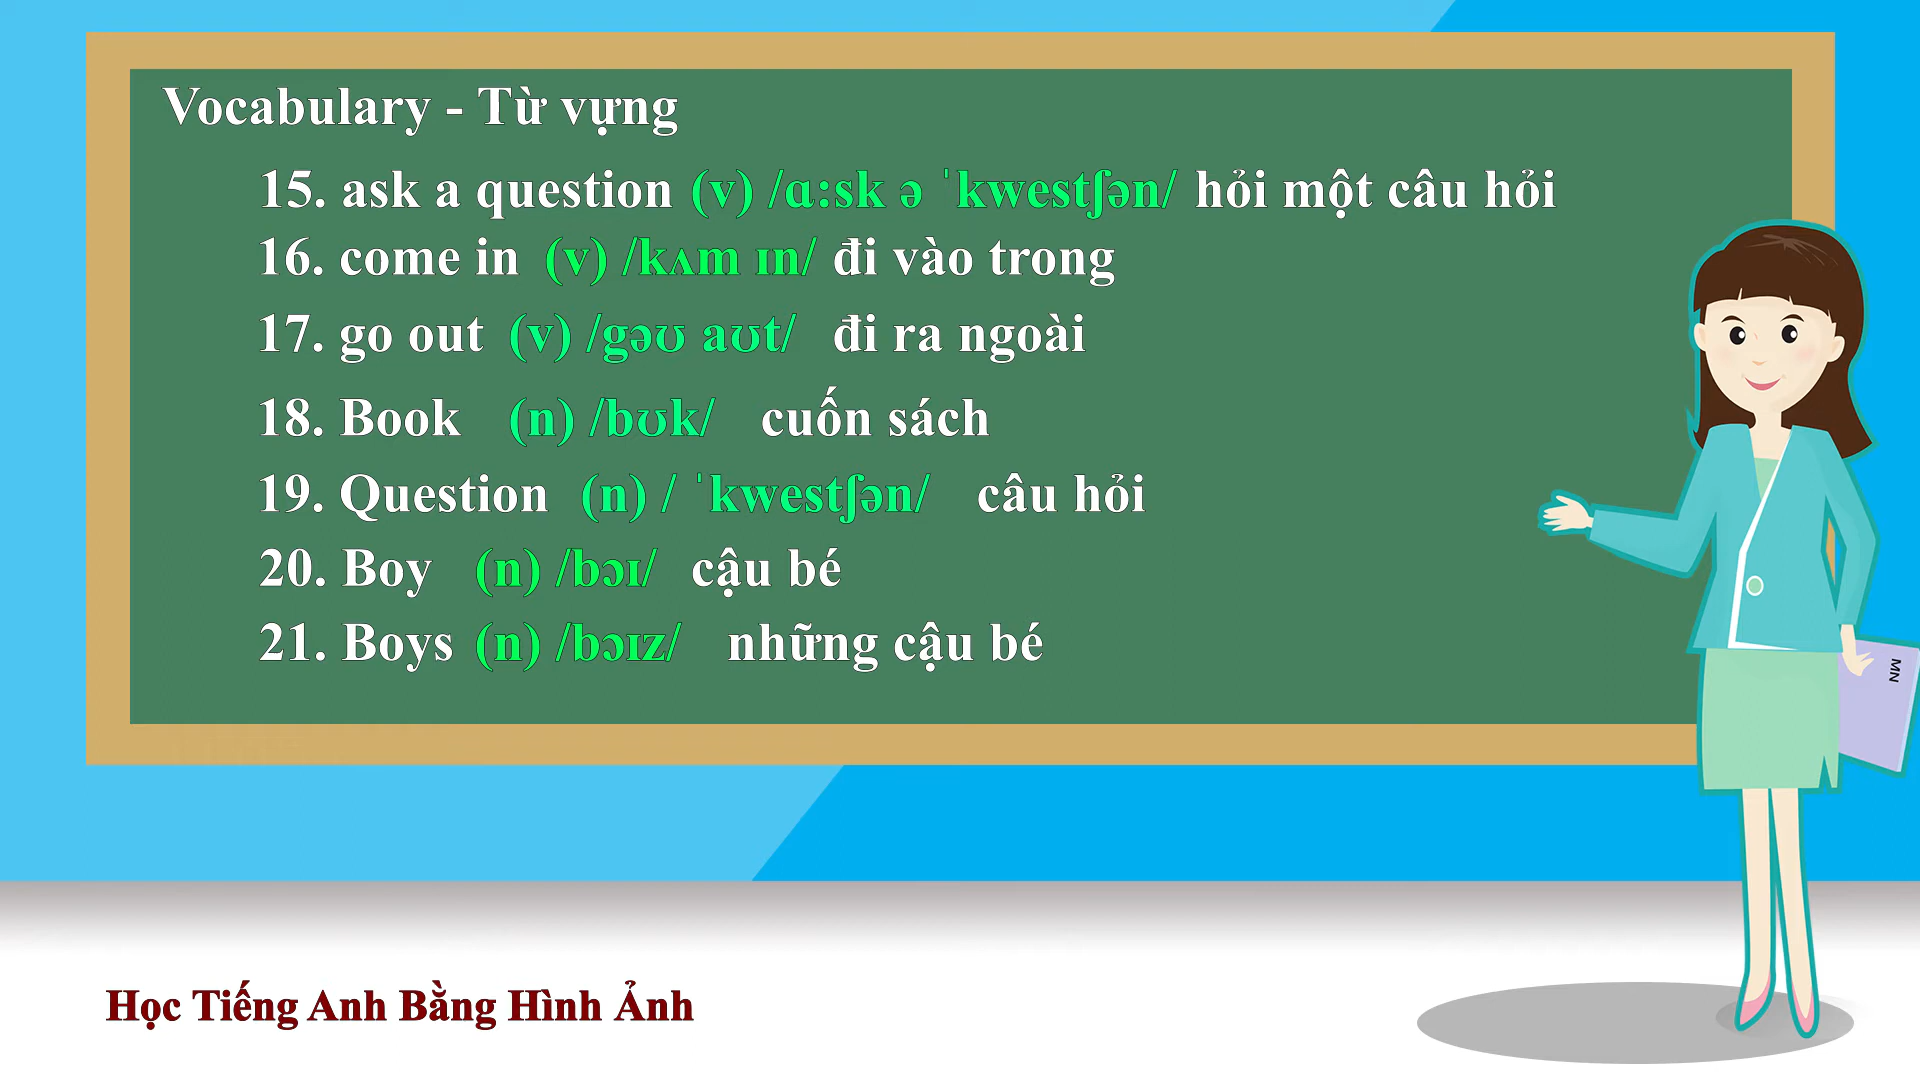 Vocabulary - Từ vựng
15. ask a question (v) /ɑ:sk ə ˈkwestʃən/ hỏi một câu hỏi
16. come in (v) /kʌm ɪn/ đi vào trong
17. go out (v) /gəʊ aʊt/ đi ra ngoài
18. Book (n) /bʊk/ cuốn sách
19. Question (n) / ˈkwestʃən/ câu hỏi
20. Boy (n) /bɔɪ/ cậu bé
21. Boys (n) /bɔɪz/ những cậu bé
MN
Học Tiếng Anh Bằng Hình Ảnh